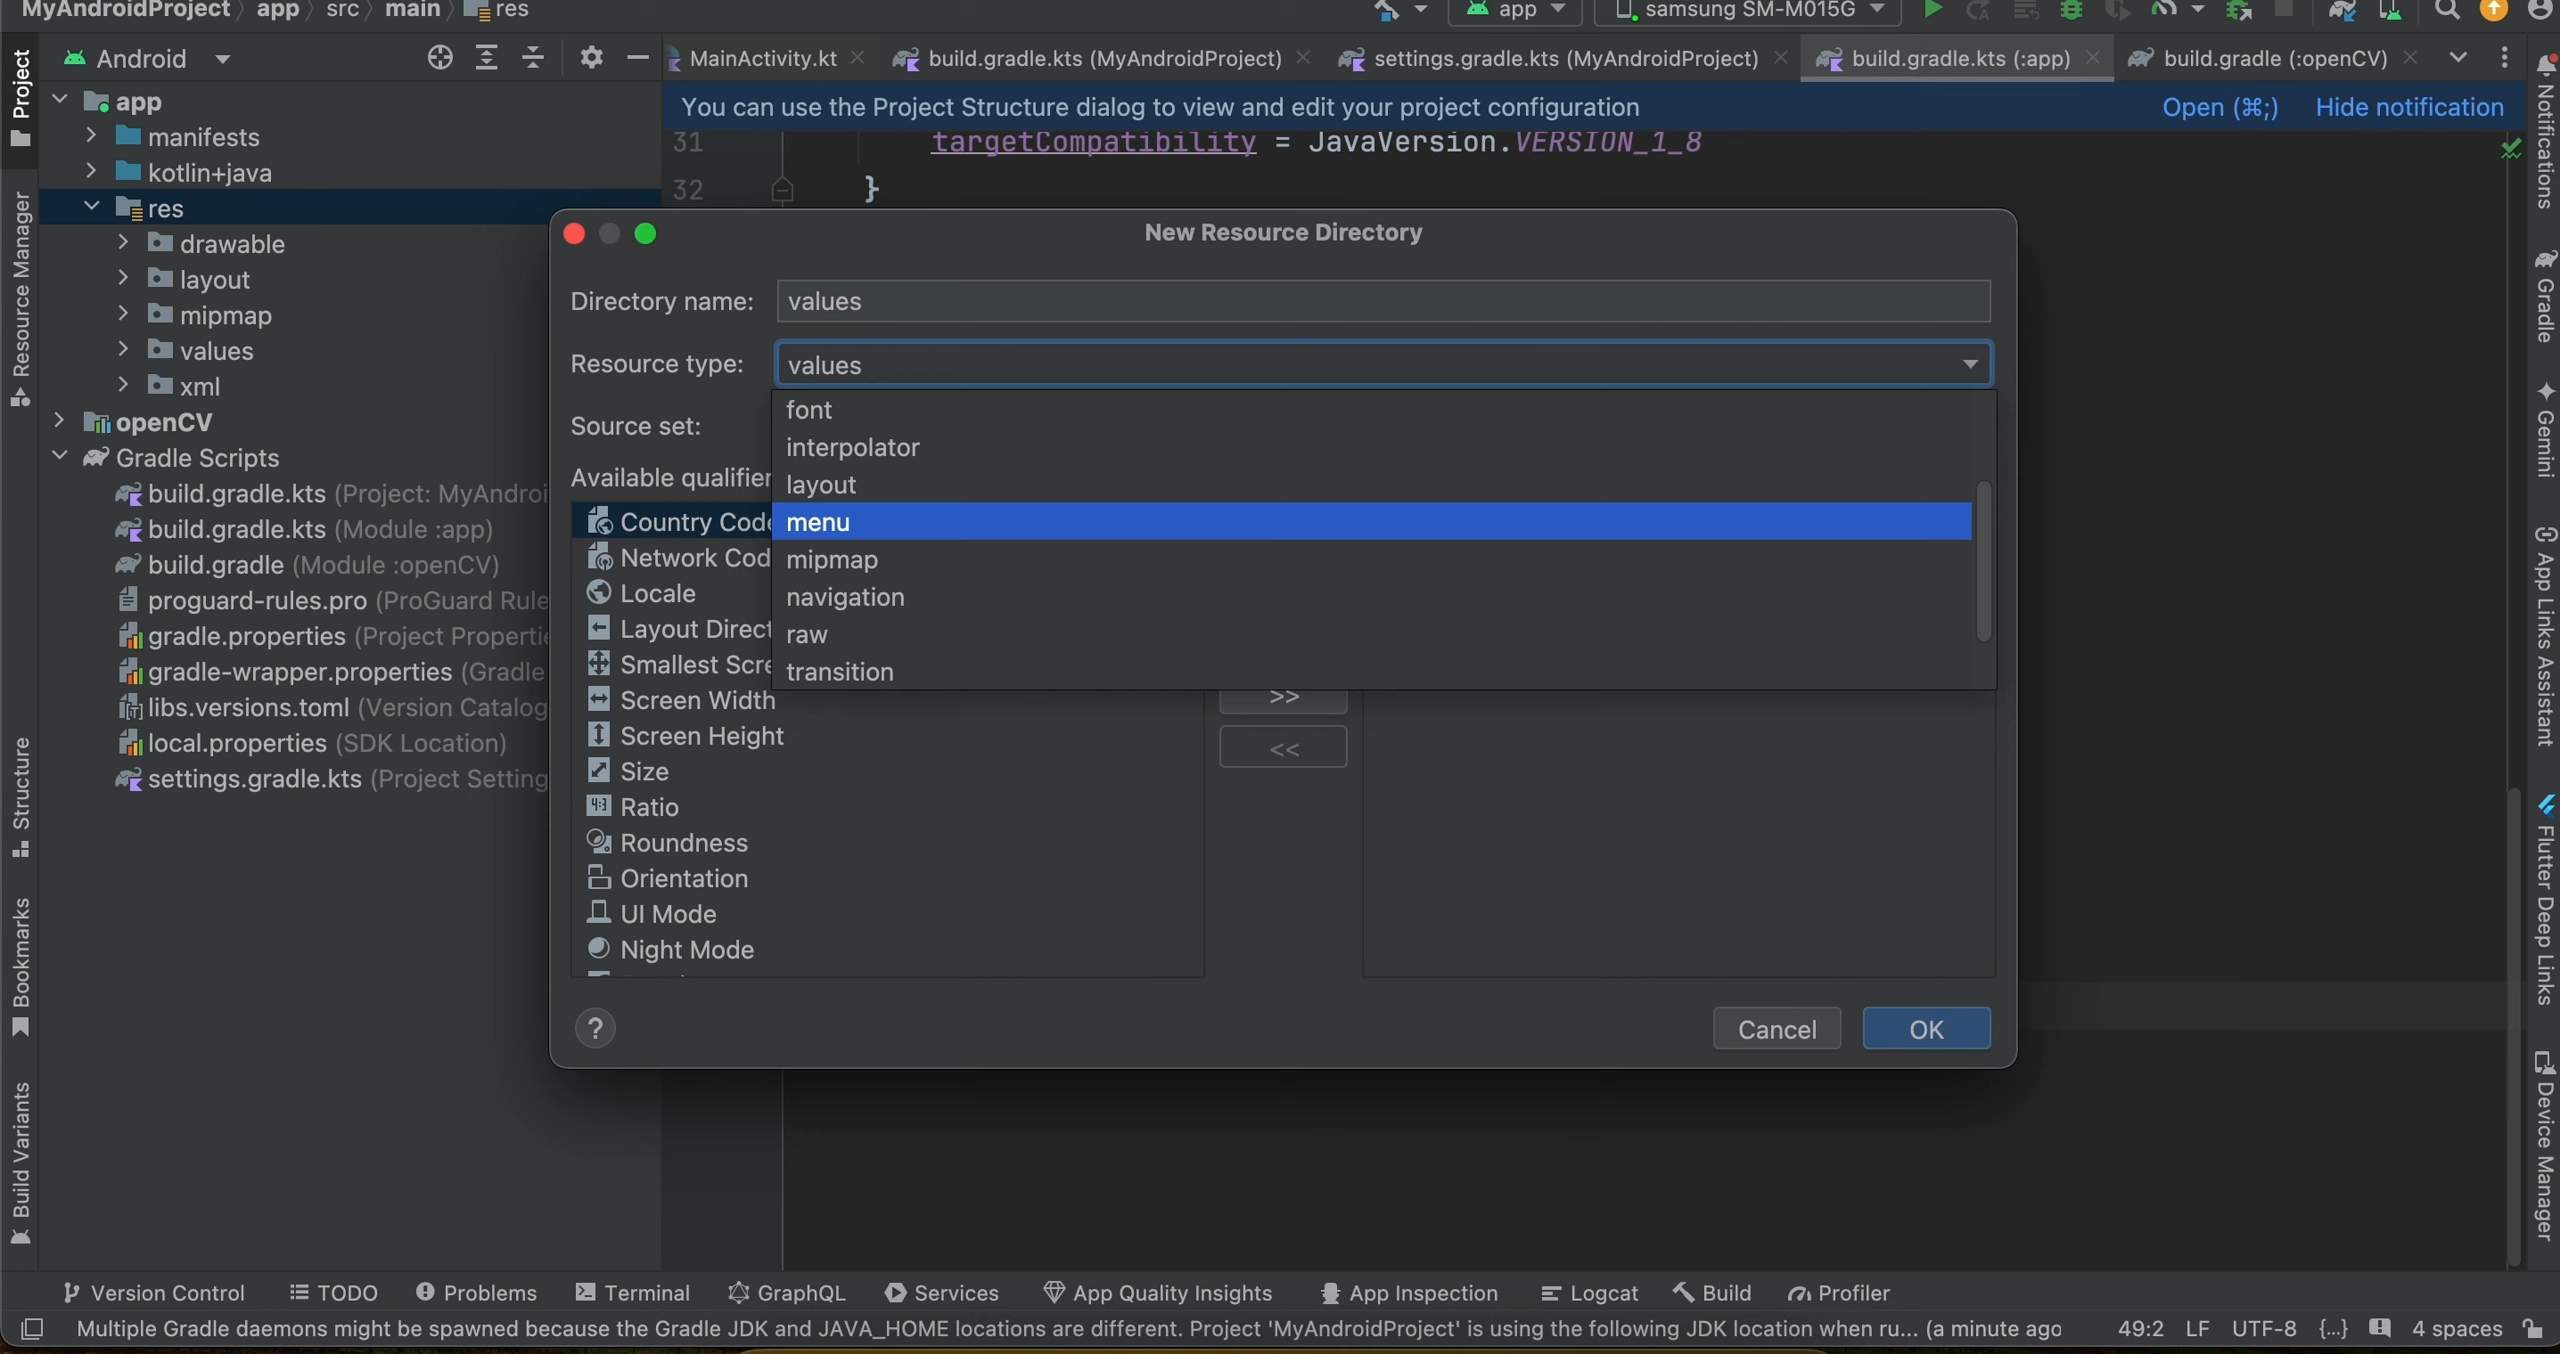 MyAndroidProject app src main res
app
samsung SM-M015G
Android
MainActivity.kt
build.gradle.kts (MyAndroidProject)
settings.gradle.kts (MyAndroidProject)
build.gradle.kts (:app)
build.gradle (:openCV)
You can use the Project Structure dialog to view and edit your project configuration
Open (⌘;)
Hide notification
Project
Resource Manager
Structure
Bookmarks
Build Variants
app
manifests
kotlin+java
res
drawable
layout
mipmap
values
xml
openCV
Gradle Scripts
build.gradle.kts (Project: MyAndroi
build.gradle.kts (Module :app)
build.gradle (Module :openCV)
proguard-rules.pro (ProGuard Rule
gradle.properties (Project Properti
gradle-wrapper.properties (Gradle
libs.versions.toml (Version Catalog
local.properties (SDK Location)
settings.gradle.kts (Project Setting
31 targetCompatibility = JavaVersion.VERSION_1_8
32 }
New Resource Directory
Directory name: values
Resource type: values
Source set:
Available qualifier
font
interpolator
layout
menu
mipmap
navigation
raw
transition
Country Code
Network Cod
Locale
Layout Direct
Smallest Scre
Screen Width
Screen Height
Size
Ratio
Roundness
Orientation
UI Mode
Night Mode
>>
<<
?
Cancel
OK
Notifications
Gradle
Gemini
App Links Assistant
Flutter Deep Links
Device Manager
Version Control
TODO
Problems
Terminal
GraphQL
Services
App Quality Insights
App Inspection
Logcat
Build
Profiler
Multiple Gradle daemons might be spawned because the Gradle JDK and JAVA_HOME locations are different. Project 'MyAndroidProject' is using the following JDK location when ru... (a minute ago
49:2 LF UTF-8 {...} 4 spaces